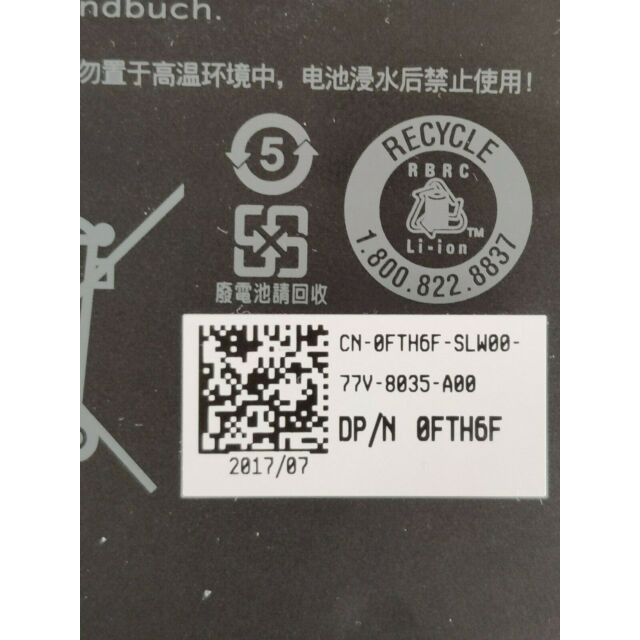 ndbuch.
勿置于高温环境中，电池浸水后禁止使用！
5
RECYCLE
RBRC
Li-ion
TM
1.800.822.8837
廢電池請回收
CN-0FTH6F-SLW00-
77V-8035-A00
DP/N 0FTH6F
2017/07